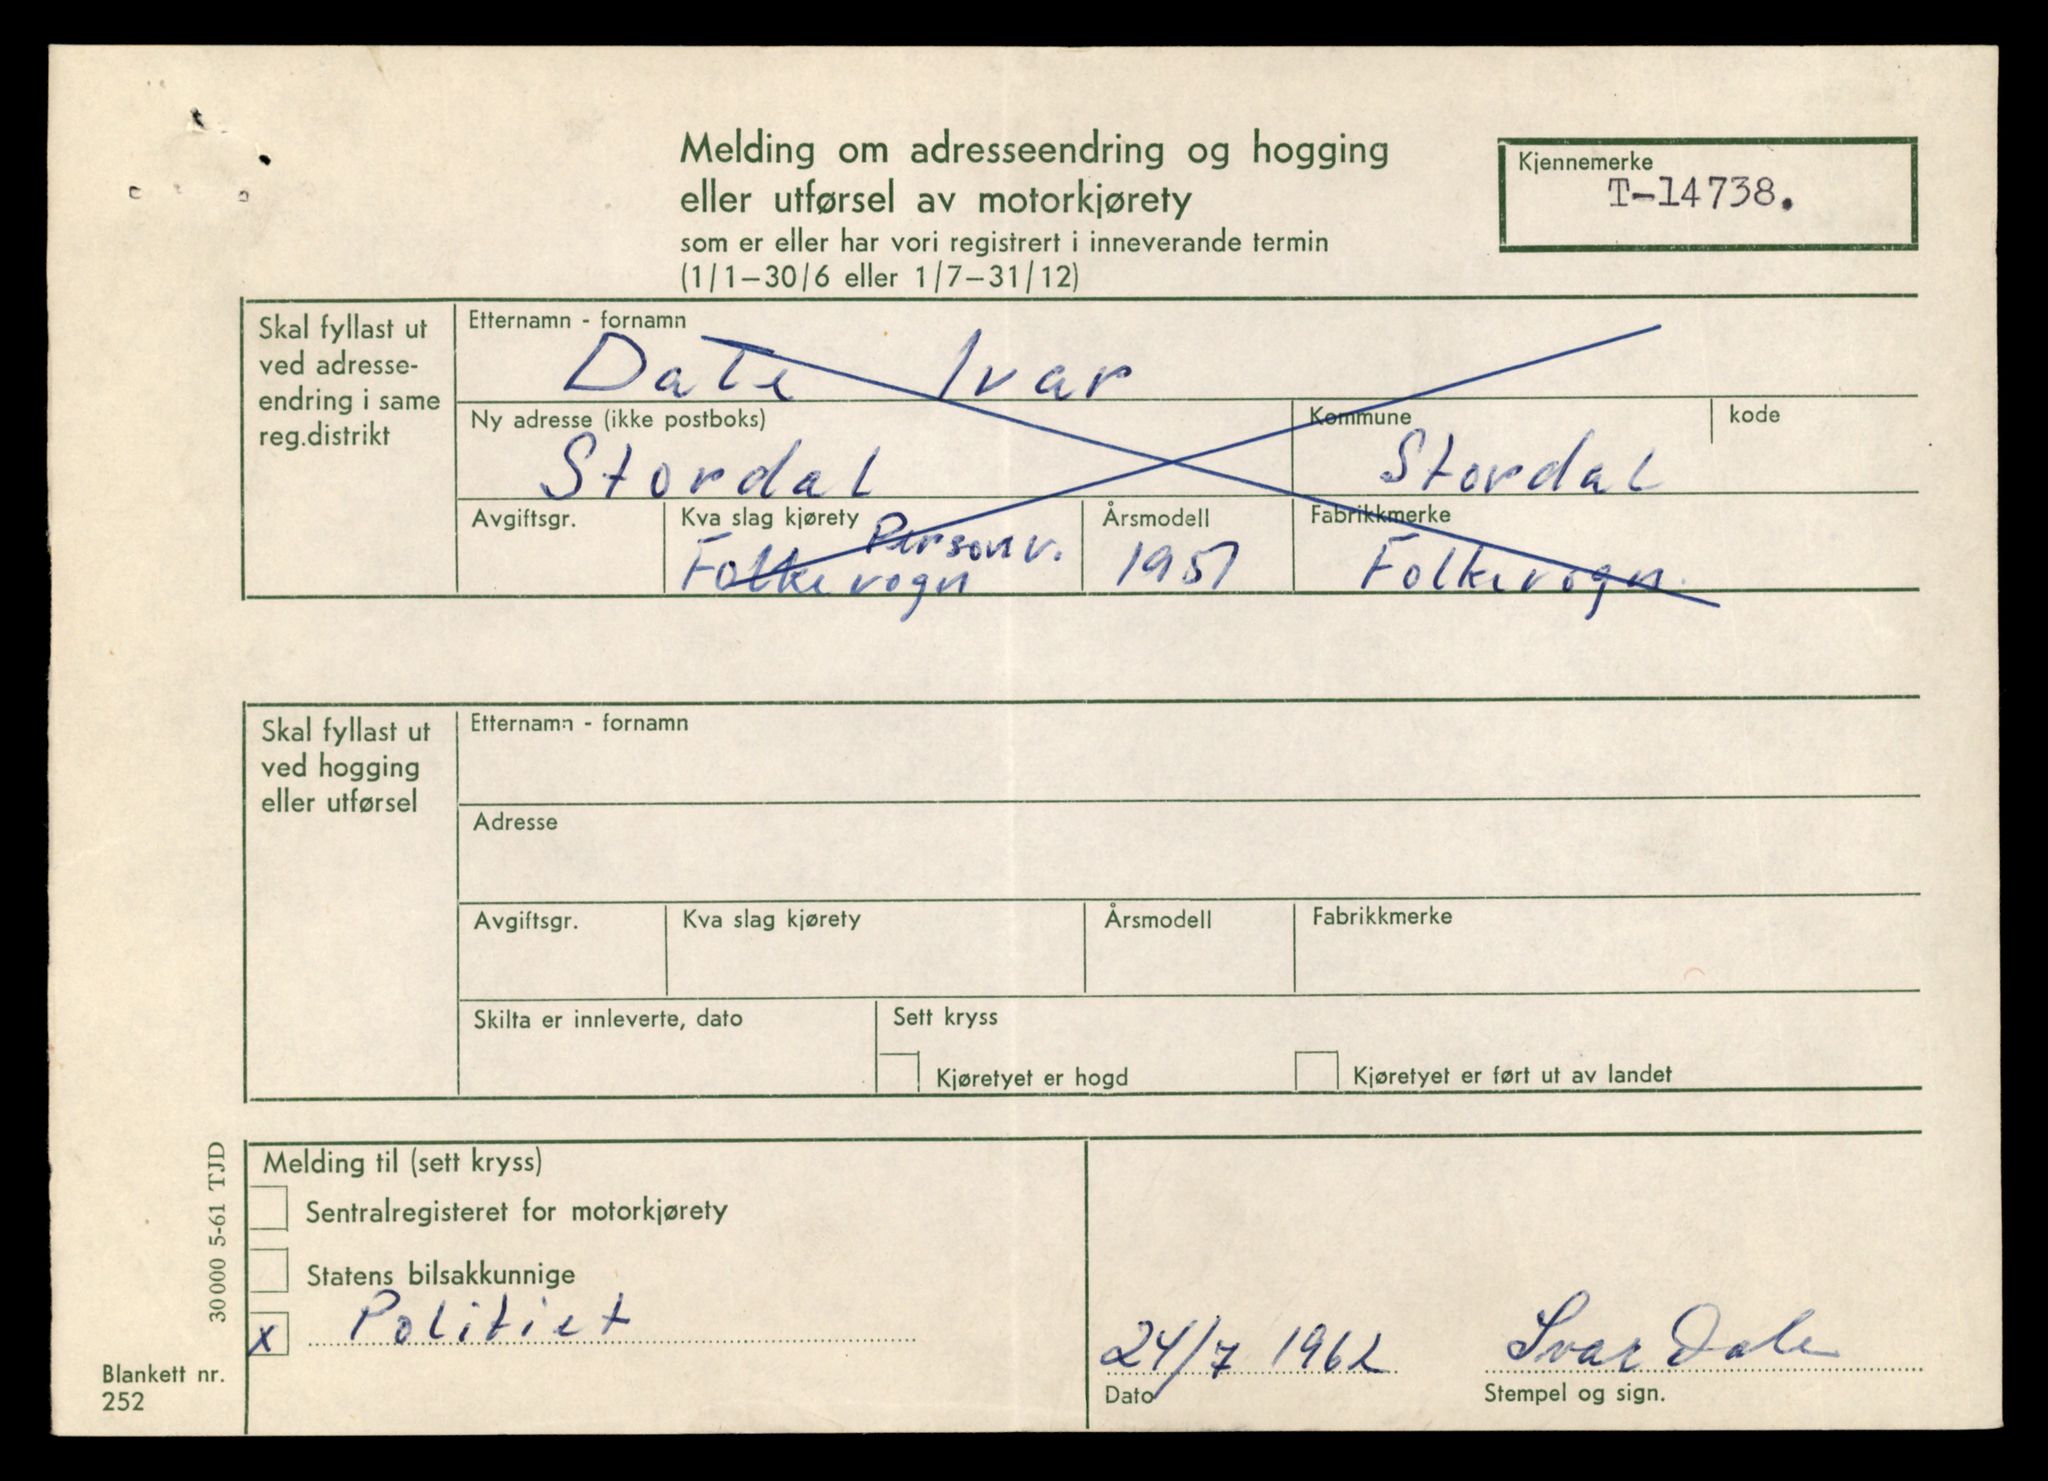 Melding om adresseendring og hogging
eller utførsel av motorkjørety
som er eller har vori registrert i inneverande termin
(1/1–30/6 eller 1/7–31/12)
Kjennemerke
T-14738.
Skal fyllast ut
ved adresse-
endring i same
reg.distrikt
Etternamn - fornamn
Dale Ivar
Ny adresse (ikke postboks)
Stordal
Kommune
Stordal
kode
Avgiftsgr.
Kva slag kjørety
Personv.
Folkevogn
Årsmodell
1957
Fabrikkmerke
Folkevogn.
Skal fyllast ut
ved hogging
eller utførsel
Etternamn - fornamn
Adresse
Avgiftsgr.
Kva slag kjørety
Årsmodell
Fabrikkmerke
Skilta er innleverte, dato
Sett kryss
Kjøretyet er hogd
Kjøretyet er ført ut av landet
Melding til (sett kryss)
Sentralregisteret for motorkjørety
Statens bilsakkunnige
x Politiet
24/7 1962
Dato
Ivar Dale
Stempel og sign.
30000 5-61 TJD
Blankett nr.
252